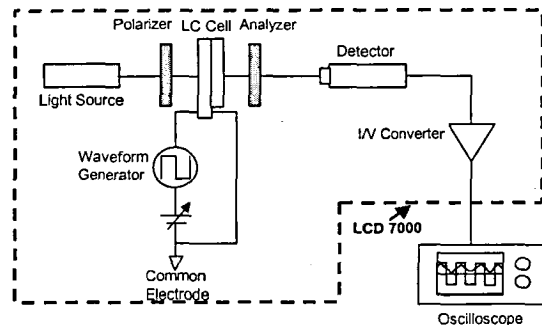 Polarizer LC Cell Analyzer
Detector
Light Source
I/V Converter
Waveform
Generator
LCD 7000
Common
Electrode
Oscilloscope